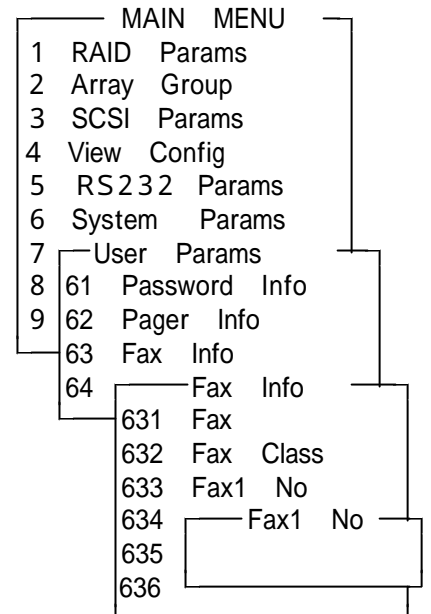 MAIN MENU
1 RAID Params
2 Array Group
3 SCSI Params
4 View Config
5 RS232 Params
6 System Params
7 User Params
8 61 Password Info
9 62 Pager Info
63 Fax Info
64 Fax Info
631 Fax
632 Fax Class
633 Fax1 No
634 Fax1 No
635
636